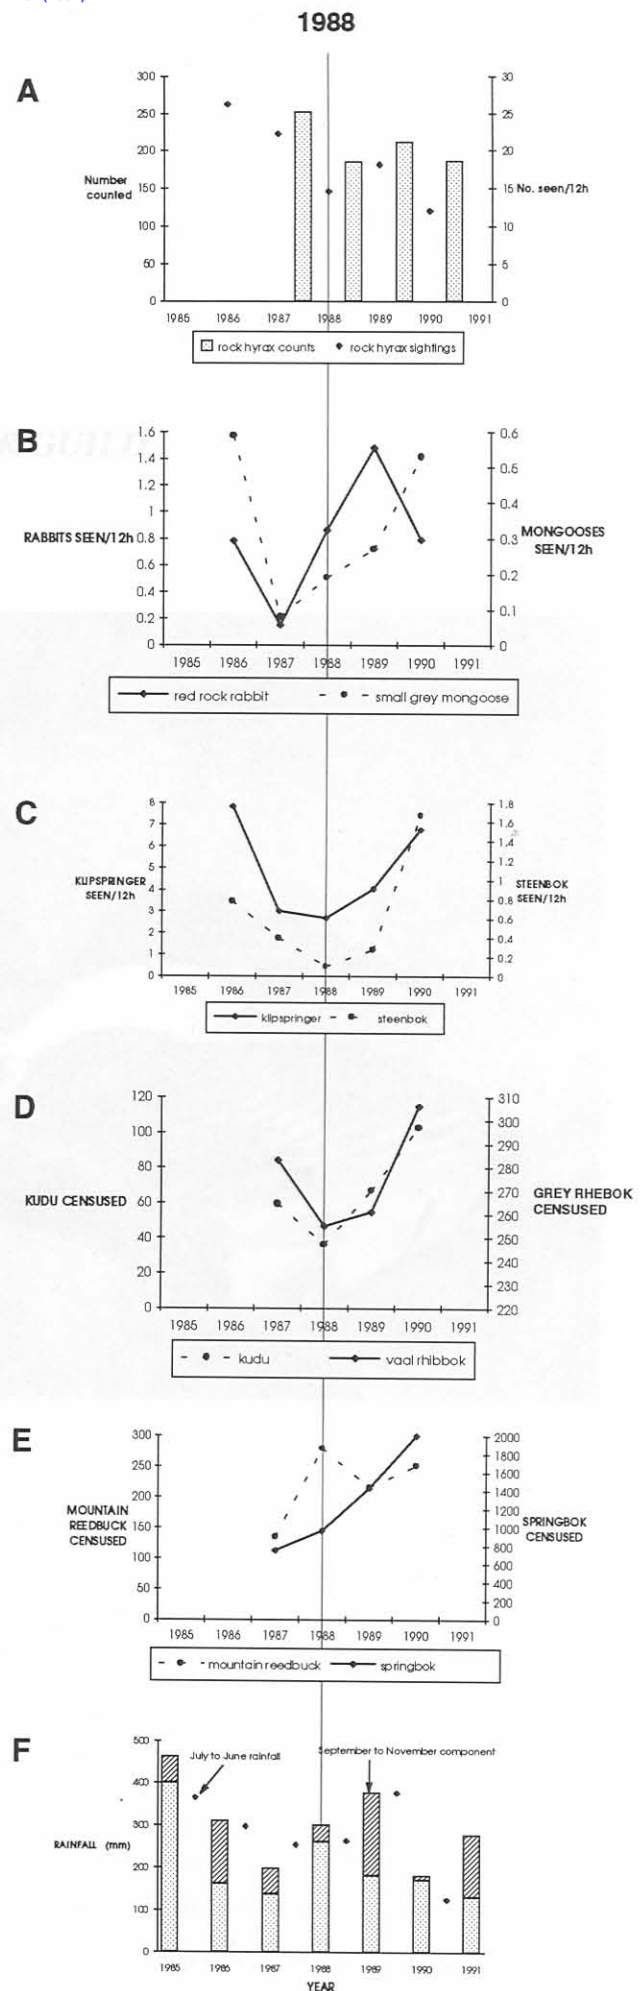 1988
A
300
250
200
150
100
50
0
Number
counted
30
25
20
15
10
5
0
No. seen/12h
1985 1986 1987 1988 1989 1990 1991
rock hyrax counts rock hyrax sightings
B
1.6
1.4
1.2
1
0.8
0.6
0.4
0.2
0
RABBITS SEEN/12h
0.6
0.5
0.4
0.3
0.2
0.1
0
MONGOOSES
SEEN/12h
1985 1986 1987 1988 1989 1990 1991
red rock rabbit small grey mongoose
C
8
7
6
5
4
3
2
1
0
KLIPSPRINGER
SEEN/12h
1.8
1.6
1.4
1.2
1
0.8
0.6
0.4
0.2
0
STEENBOK
SEEN/12h
1985 1986 1987 1988 1989 1990 1991
klipspringer steenbok
D
120
100
80
60
40
20
0
KUDU CENSUSED
310
300
290
280
270
260
250
240
230
220
GREY RHEBOK
CENSUSED
1985 1986 1987 1988 1989 1990 1991
kudu vaal rhibbok
E
300
250
200
150
100
50
0
MOUNTAIN
REEDBUCK
CENSUSED
2000
1800
1600
1400
1200
1000
800
600
400
200
0
SPRINGBOK
CENSUSED
1985 1986 1987 1988 1989 1990 1991
mountain reedbuck springbok
F
500
400
300
200
100
0
RAINFALL (mm)
July to June rainfall
September to November component
1985 1986 1987 1988 1989 1990 1991
YEAR